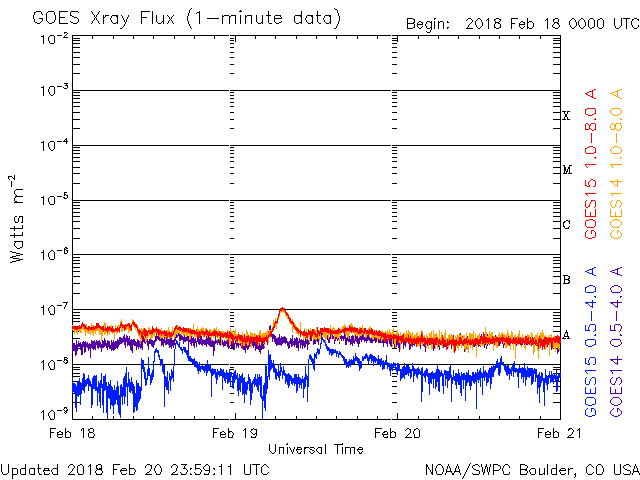 GOES Xray Flux (1-minute data)
Begin: 2018 Feb 18 0000 UTC
10⁻²
10⁻³
10⁻⁴
10⁻⁵
10⁻⁶
10⁻⁷
10⁻⁸
10⁻⁹
Watts m⁻²
X
M
C
B
A
GOES15 1.0-8.0 A
GOES14 1.0-8.0 A
GOES15 0.5-4.0 A
GOES14 0.5-4.0 A
Feb 18 Feb 19 Feb 20 Feb 21
Universal Time
Updated 2018 Feb 20 23:59:11 UTC
NOAA/SWPC Boulder, CO USA